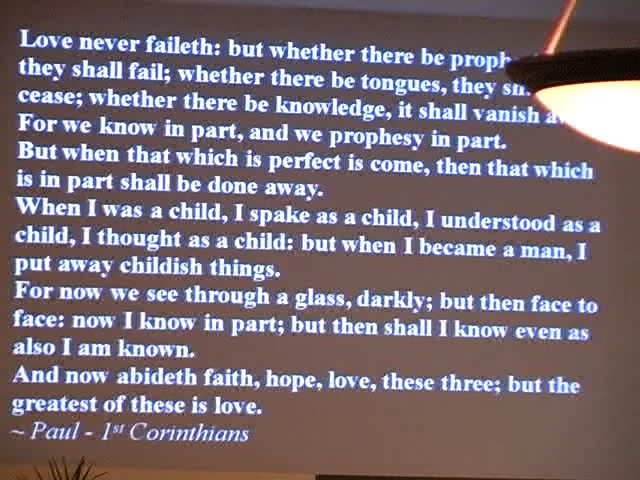 Love never faileth: but whether there be
they shall fail; whether there be tongues, they
cease; whether there be knowledge, it shall vanish
For we know in part, and we prophesy in part.
But when that which is perfect is come, then that which
is in part shall be done away.
When I was a child, I spake as a child, I understood as a
child, I thought as a child: but when I became a man, I
put away childish things.
For now we see through a glass, darkly; but then face to
face: now I know in part; but then shall I know even as
also I am known.
And now abideth faith, hope, love, these three; but the
greatest of these is love.
~ Paul - 1st Corinthians